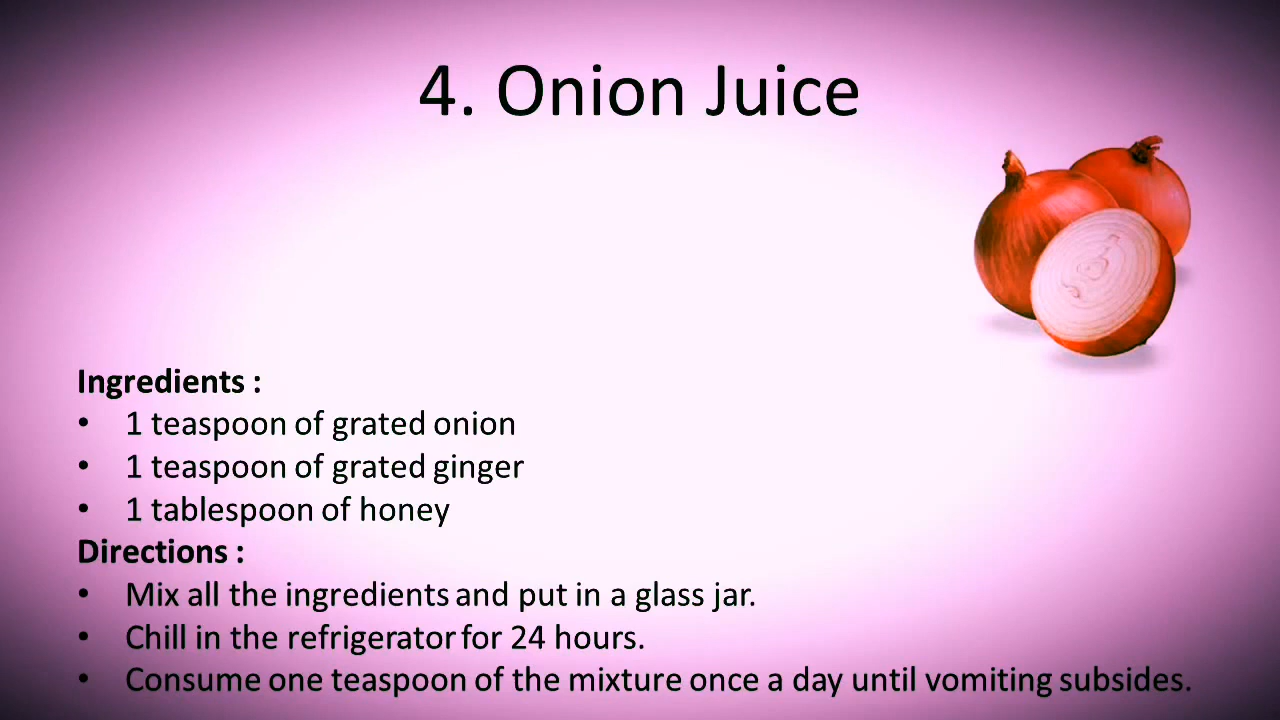 4. Onion Juice
Ingredients :
• 1 teaspoon of grated onion
• 1 teaspoon of grated ginger
• 1 tablespoon of honey
Directions :
• Mix all the ingredients and put in a glass jar.
• Chill in the refrigerator for 24 hours.
• Consume one teaspoon of the mixture once a day until vomiting subsides.